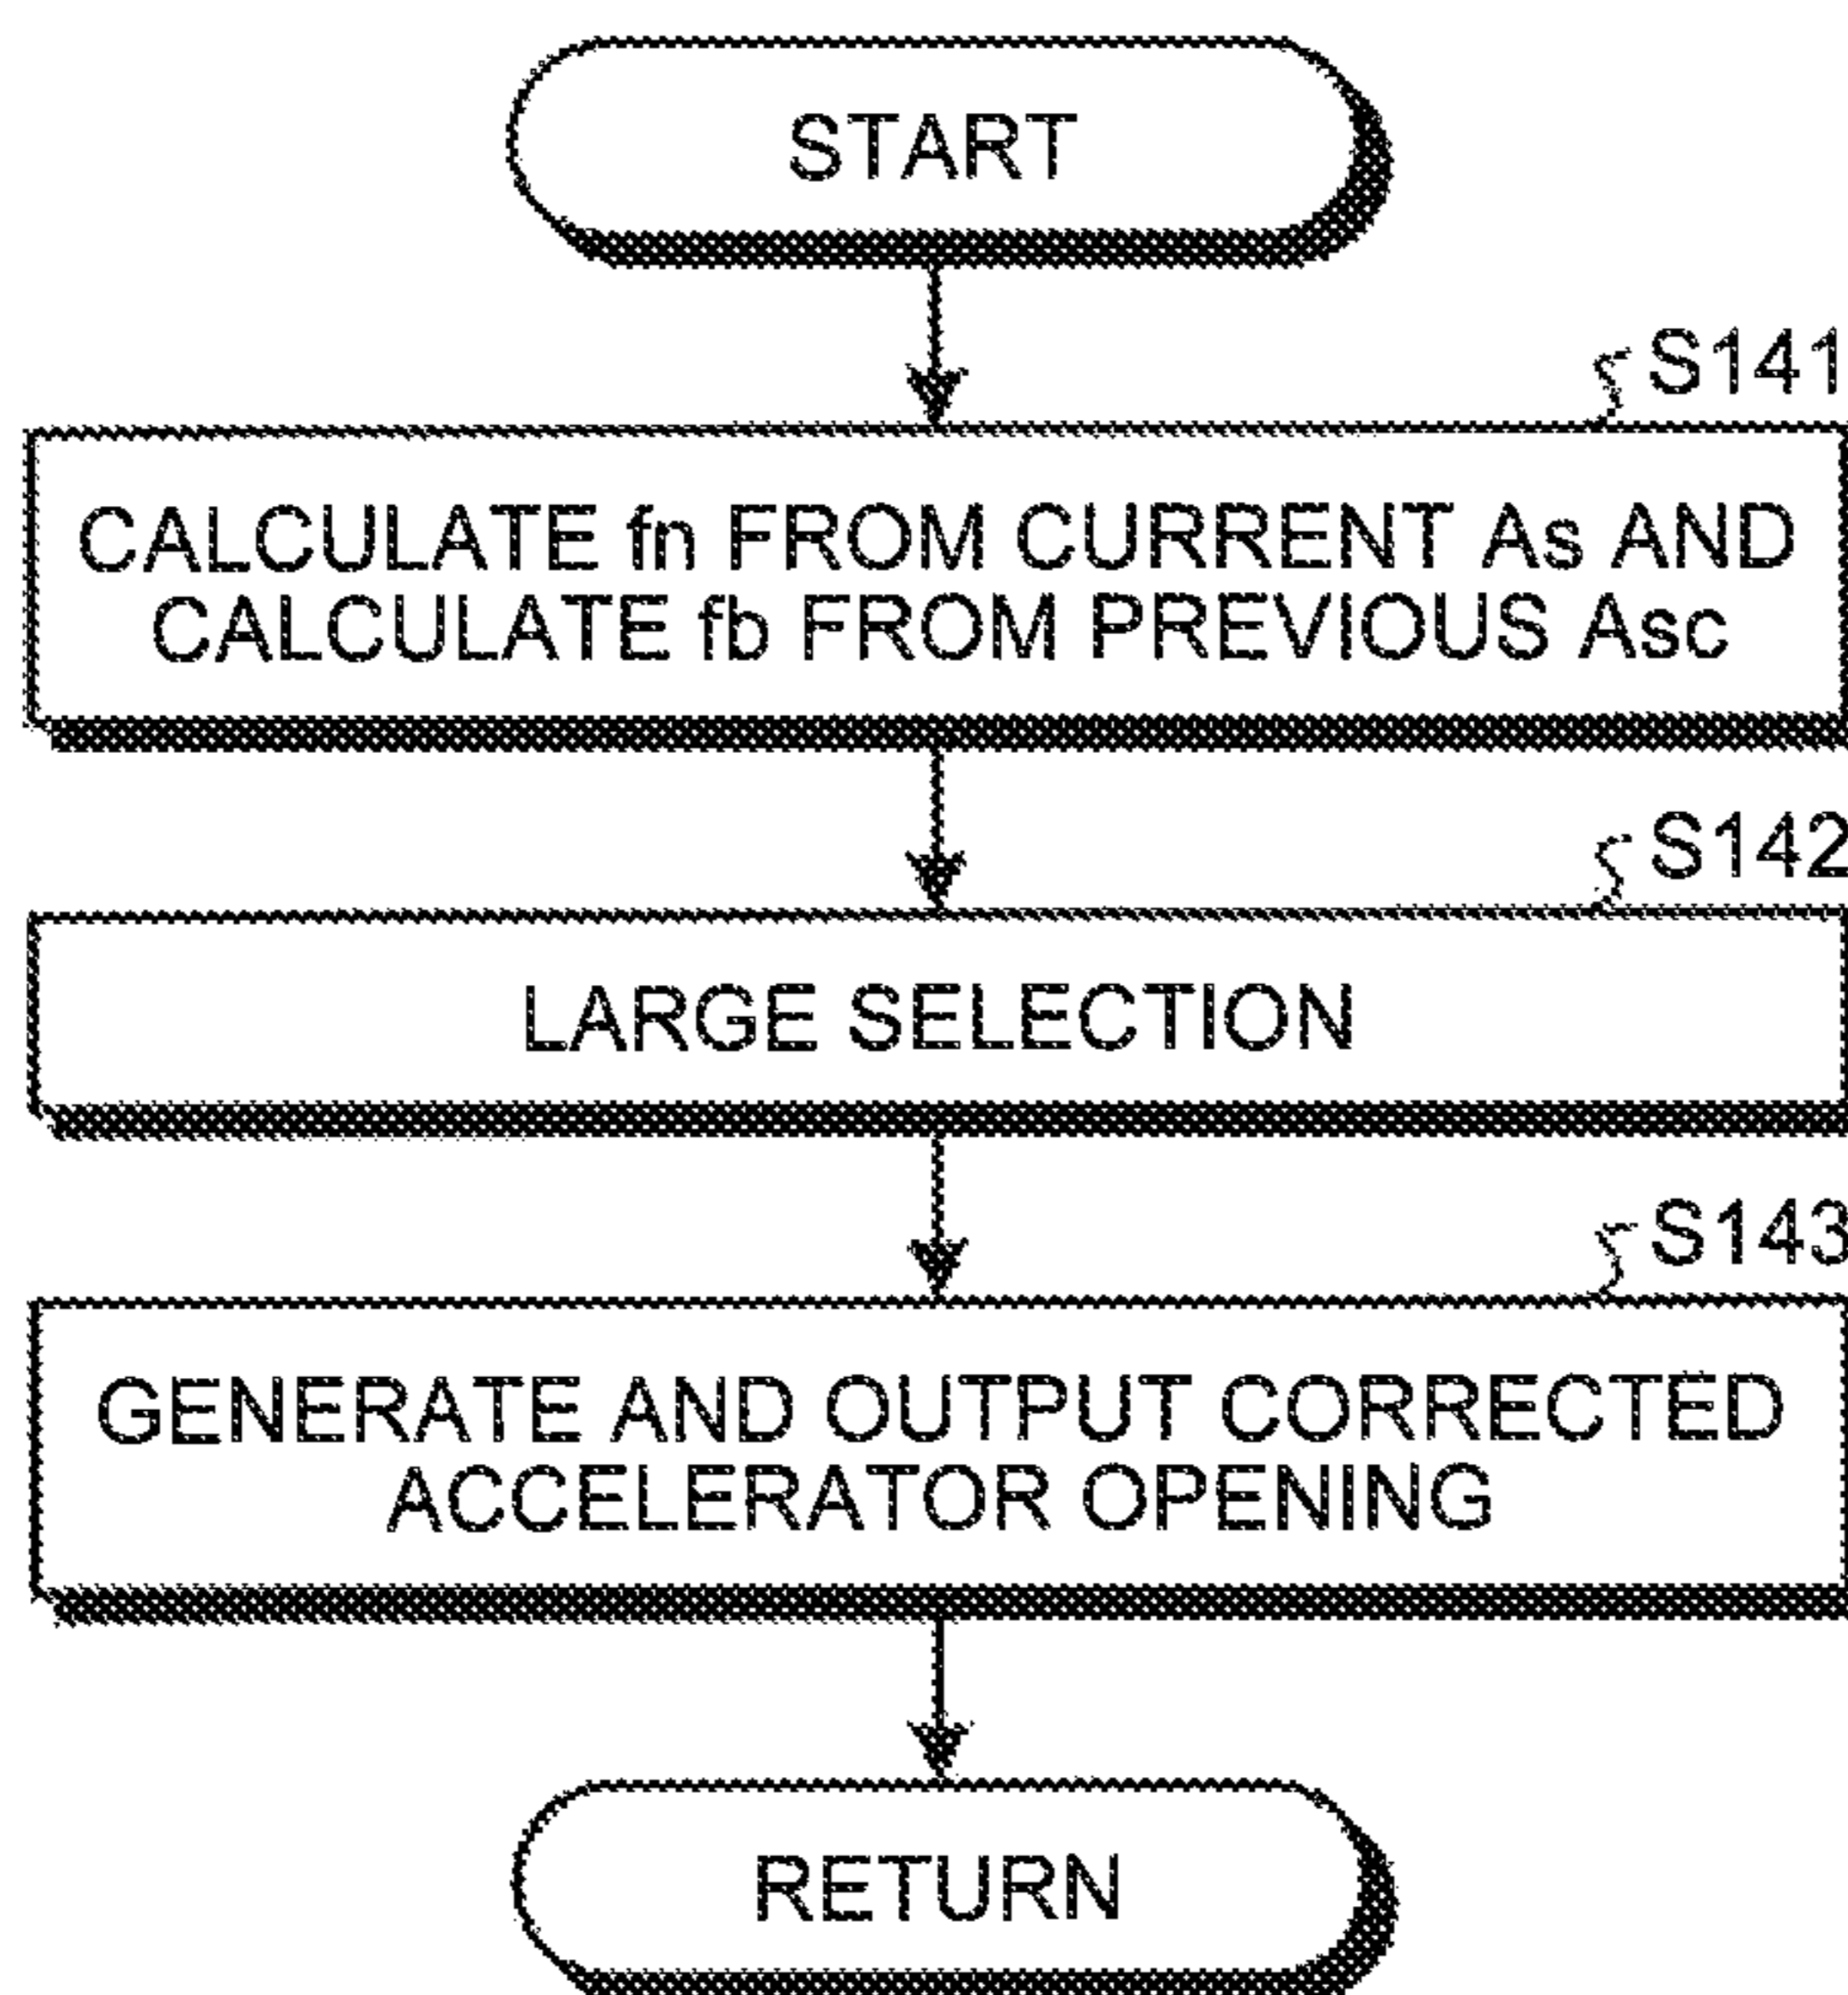 START
S141
CALCULATE fn FROM CURRENT As AND
CALCULATE fb FROM PREVIOUS Asc
S142
LARGE SELECTION
S143
GENERATE AND OUTPUT CORRECTED
ACCELERATOR OPENING
RETURN